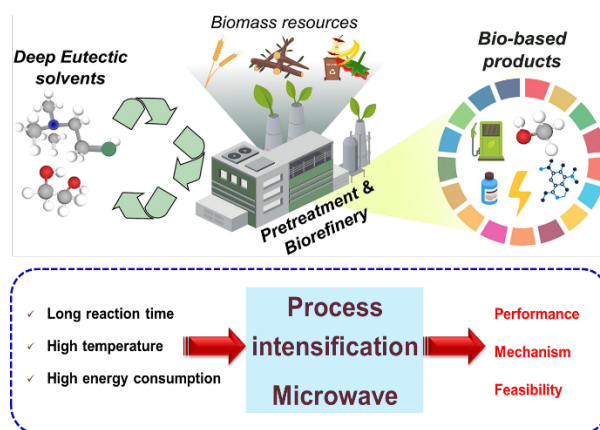 Biomass resources
Deep Eutectic
solvents
Bio-based
products
Pretreatment &
Biorefinery
Long reaction time
High temperature
High energy consumption
Process
intensification
Microwave
Performance
Mechanism
Feasibility